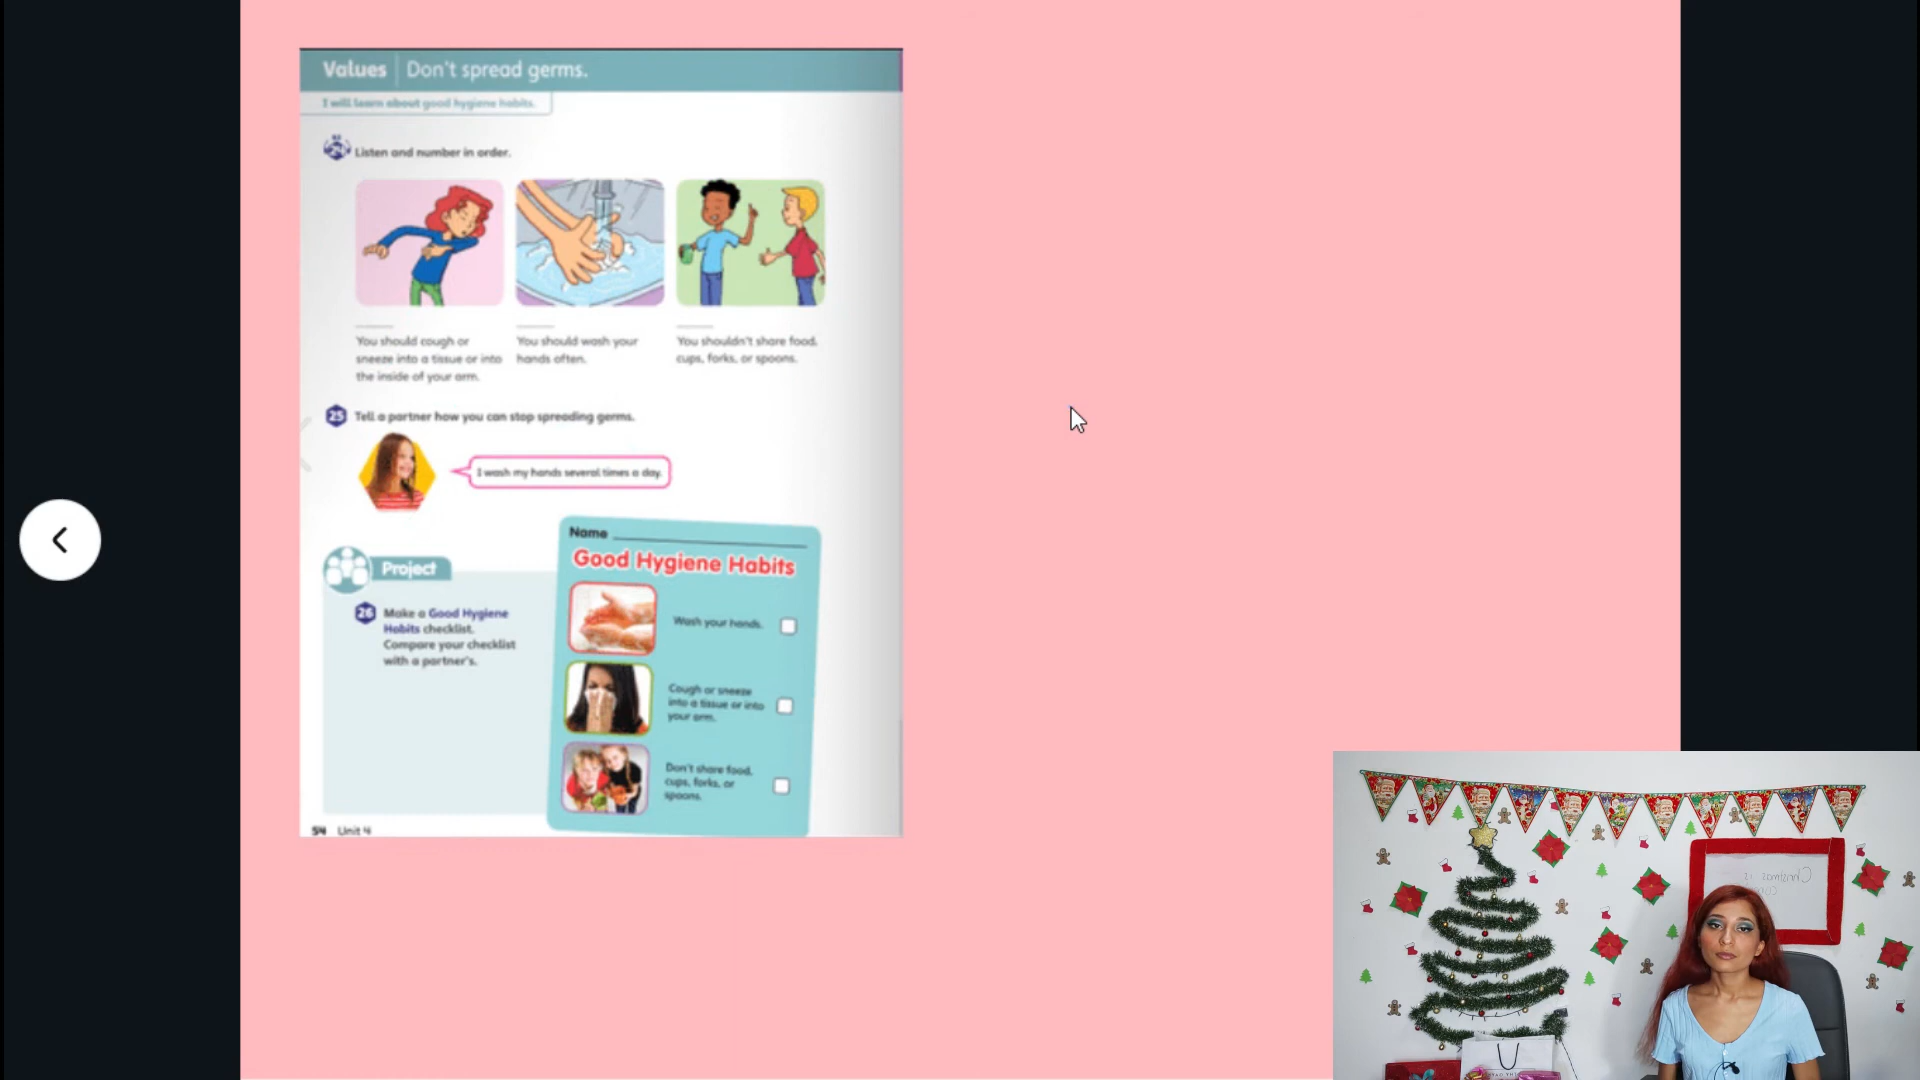 Values Don't spread germs.
I will learn about good hygiene habits.
Listen and number in order.
You should cough or
sneeze into a tissue or into
the inside of your arm.
You should wash your
hands often.
You shouldn't share food,
cups, forks, or spoons.
25 Tell a partner how you can stop spreading germs.
I wash my hands several times a day.
Project
26 Make a Good Hygiene
Habits checklist.
Compare your checklist
with a partner's.
Name
Good Hygiene Habits
Wash your hands.
Cough or sneeze
into a tissue or into
your arm.
Don't share food,
cups, forks, or
spoons.
54 Unit 4
Christmas is